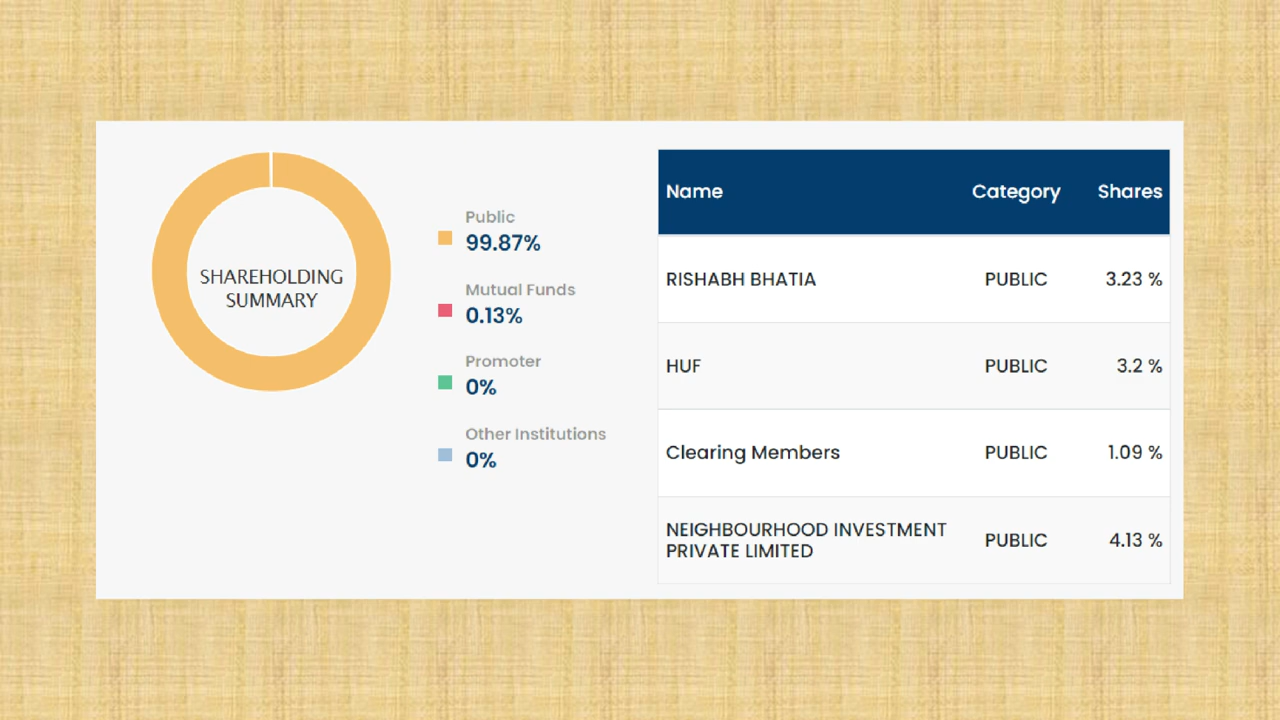 SHAREHOLDING
SUMMARY
Public
99.87%
Mutual Funds
0.13%
Promoter
0%
Other Institutions
0%
Name Category Shares
RISHABH BHATIA PUBLIC 3.23 %
HUF PUBLIC 3.2 %
Clearing Members PUBLIC 1.09 %
NEIGHBOURHOOD INVESTMENT
PRIVATE LIMITED PUBLIC 4.13 %